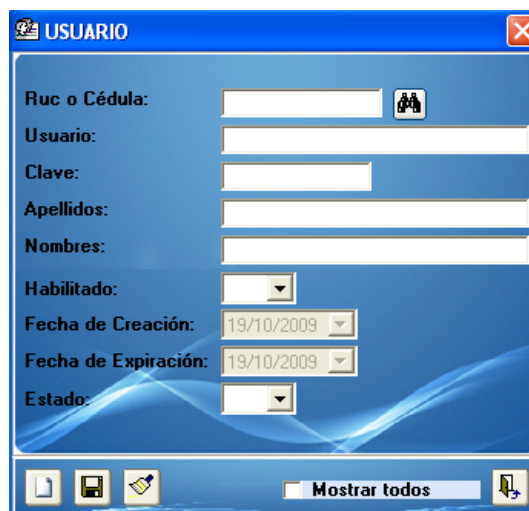 USUARIO
Ruc o Cédula:
Usuario:
Clave:
Apellidos:
Nombres:
Habilitado:
Fecha de Creación: 19/10/2009
Fecha de Expiración: 19/10/2009
Estado:
Mostrar todos